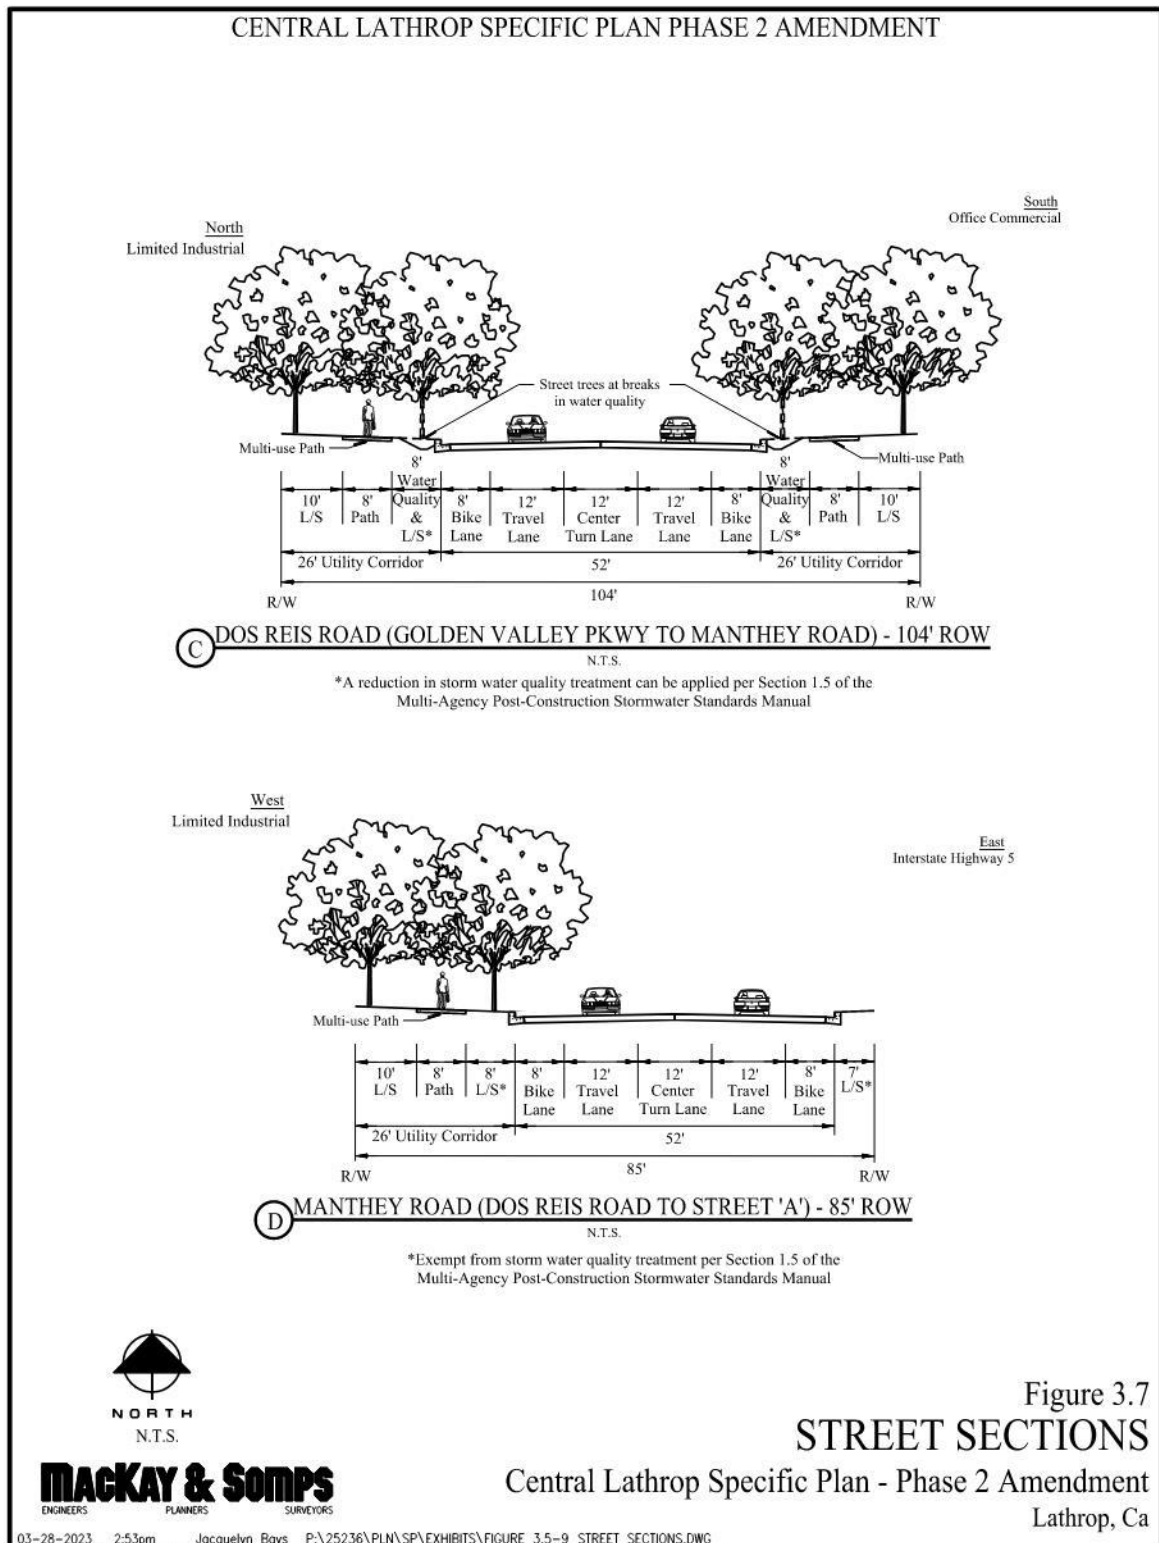 CENTRAL LATHROP SPECIFIC PLAN PHASE 2 AMENDMENT
North
Limited Industrial
South
Office Commercial
Street trees at breaks
in water quality
Multi-use Path
Multi-use Path
10'
L/S
8'
Path
8'
Water
Quality
&
L/S*
8'
Bike
Lane
12'
Travel
Lane
12'
Center
Turn Lane
12'
Travel
Lane
8'
Bike
Lane
8'
Water
Quality
&
L/S*
8'
Path
10'
L/S
26' Utility Corridor
52'
26' Utility Corridor
104'
R/W
R/W
C
DOS REIS ROAD (GOLDEN VALLEY PKWY TO MANTHEY ROAD) - 104' ROW
N.T.S.
*A reduction in storm water quality treatment can be applied per Section 1.5 of the
Multi-Agency Post-Construction Stormwater Standards Manual
West
Limited Industrial
East
Interstate Highway 5
Multi-use Path
10'
L/S
8'
Path
8'
L/S*
8'
Bike
Lane
12'
Travel
Lane
12'
Center
Turn Lane
12'
Travel
Lane
8'
Bike
Lane
7'
L/S*
26' Utility Corridor
52'
85'
R/W
R/W
D
MANTHEY ROAD (DOS REIS ROAD TO STREET 'A') - 85' ROW
N.T.S.
*Exempt from storm water quality treatment per Section 1.5 of the
Multi-Agency Post-Construction Stormwater Standards Manual
NORTH
N.T.S.
MACKAY & SOMPS
ENGINEERS PLANNERS SURVEYORS
Figure 3.7
STREET SECTIONS
Central Lathrop Specific Plan - Phase 2 Amendment
Lathrop, Ca
03-28-2023 2:53pm Jacquelyn Bays P:\25236\PLN\SP\EXHIBITS\FIGURE 3.5-9 STREET SECTIONS.DWG